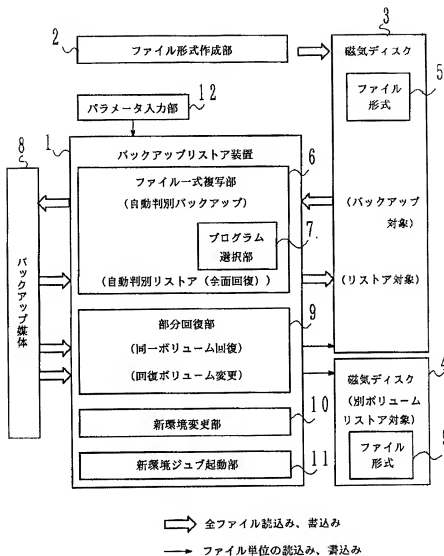 3
2
ファイル形式作成部
磁気ディスク
5
ファイル
形式
12
パラメータ入力部
8
1
バックアップリストア装置
6
ファイル一式複写部
(自動判別バックアップ)
(バックアップ
対象)
7
プログラム
選択部
(自動判別リストア(全面回復))
(リストア対象)
バックアップ媒体
9
部分回復部
(同一ボリューム回復)
(回復ボリューム変更)
4
磁気ディスク
(別ボリューム
リストア対象)
10
新環境変更部
5
ファイル
形式
11
新環境ジュブ起動部
全ファイル読込み、書込み
ファイル単位の読込み、書込み